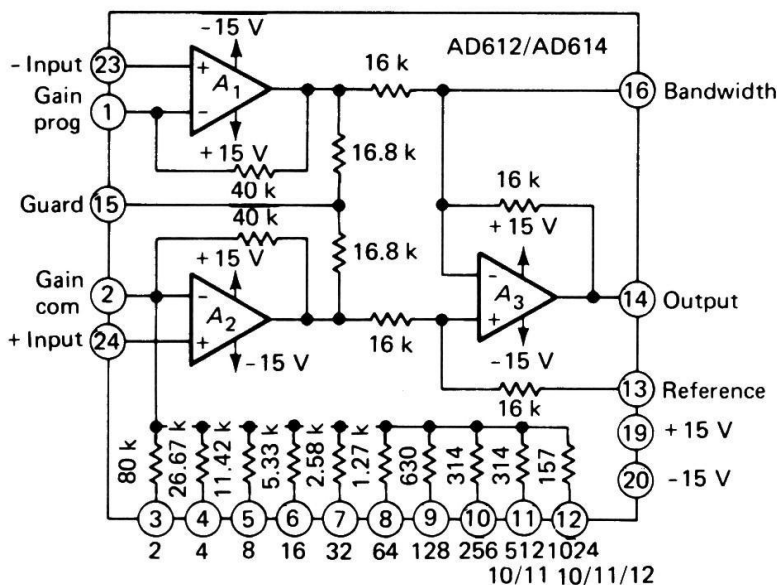 −15 V
AD612/AD614
− Input 23
+
A1
16 k
16 Bandwidth
Gain prog 1
−
+15 V
16.8 k
40 k
Guard 15
16 k
40 k
+15 V
+15 V
16.8 k
Gain com 2
−
A2
−
A3
14 Output
+ Input 24
+
+
−15 V
16 k
−15 V
13 Reference
16 k
19 +15 V
20 −15 V
80 k
26.67 k
11.42 k
5.33 k
2.58 k
1.27 k
630
314
314
157
3 4 5 6 7 8 9 10 11 12
2 4 8 16 32 64 128 256 512 1024
10/11 10/11/12